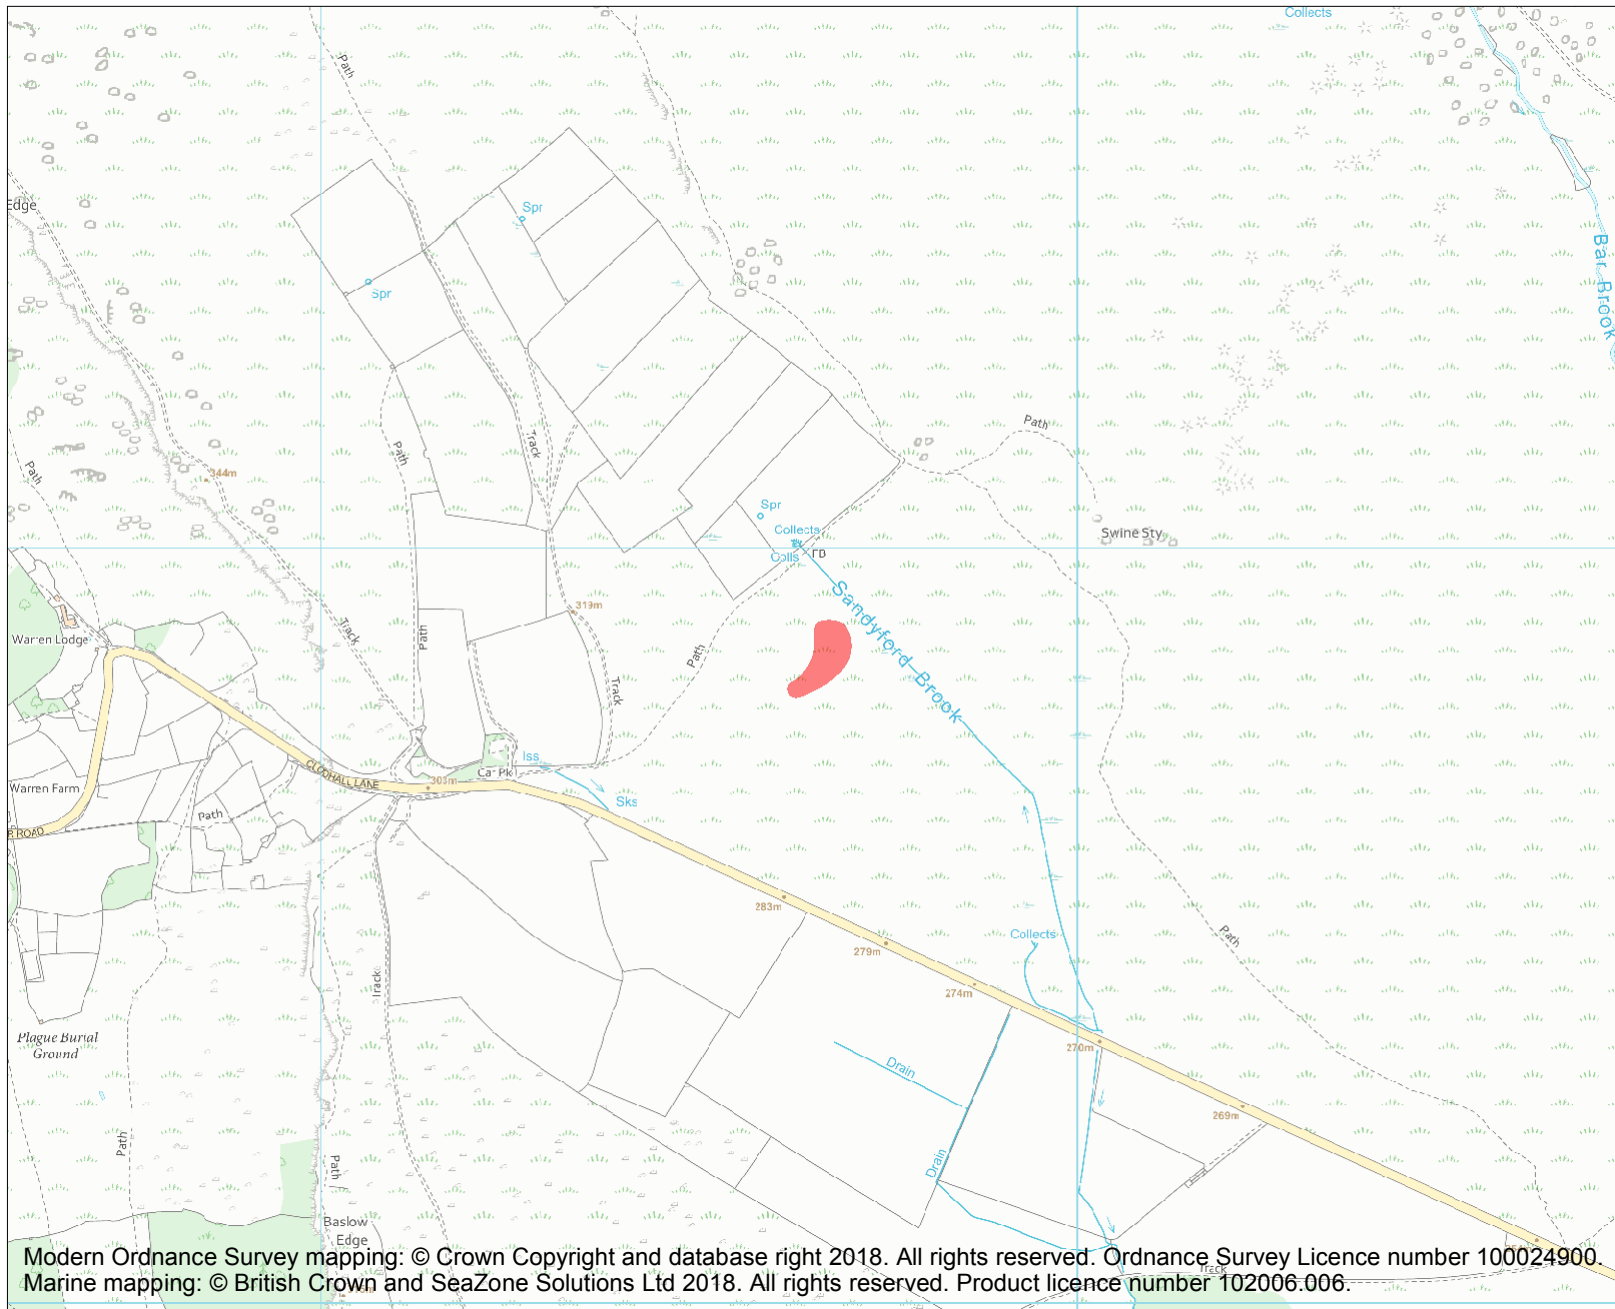 Collects
Path
Edge
Spr
Spr
Bar Brook
Path
Track
Path
Path
344m
Spr
Collects
Swine Sty
Colls
Sandyford Brook
319m
Warren Lodge
Track
Path
Path
Track
Iss
Car Pk
CLODHALL LANE
303m
Warren Farm
Sks
Path
R ROAD
283m
Collects
Path
279m
Track
274m
Plague Burial
Ground
270m
Drain
269m
Path
Path
Drain
Baslow
Edge
Modern Ordnance Survey mapping: © Crown Copyright and database right 2018. All rights reserved. Ordnance Survey Licence number 100024900.
Track
Marine mapping: © British Crown and SeaZone Solutions Ltd 2018. All rights reserved. Product licence number 102006.006.